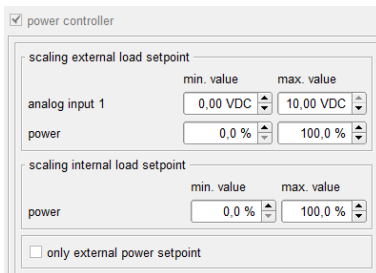 power controller
scaling external load setpoint
min. value max. value
analog input 1 0,00 VDC 10,00 VDC
power 0,0 % 100,0 %
scaling internal load setpoint
min. value max. value
power 0,0 % 100,0 %
only external power setpoint